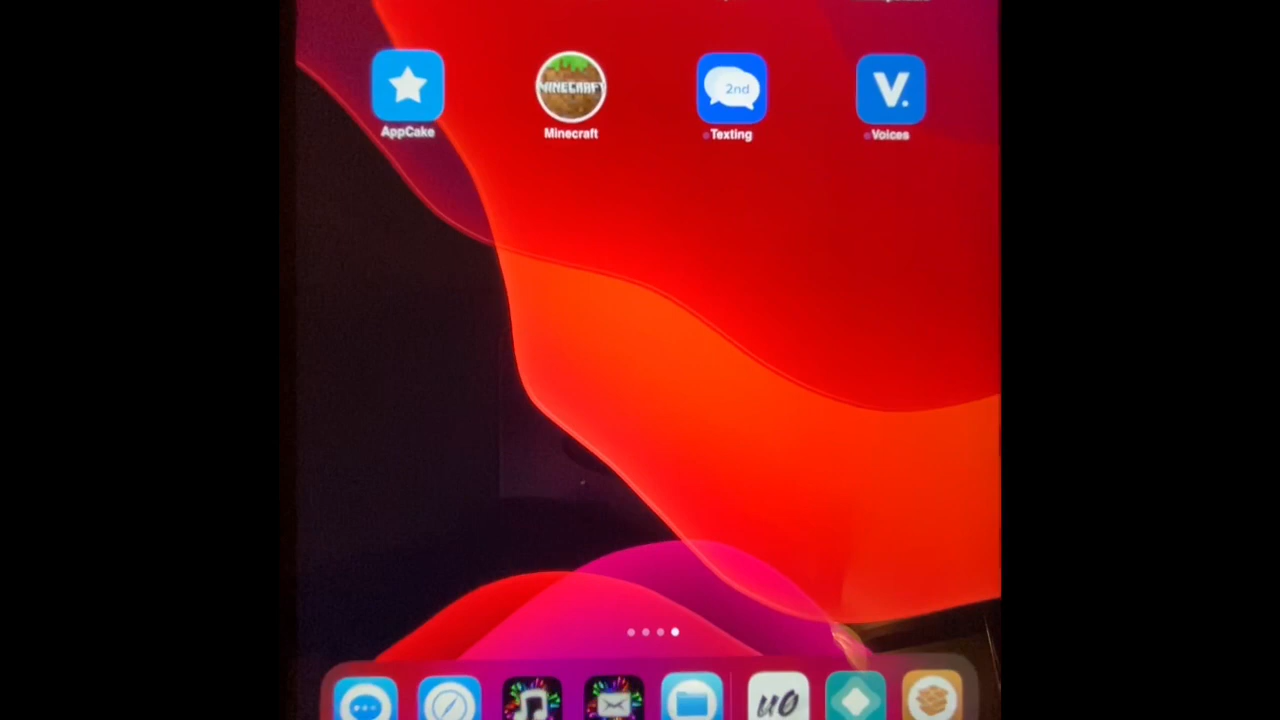 AppCake
MINECRAFT
Minecraft
2nd
Texting
V.
Voices
uO